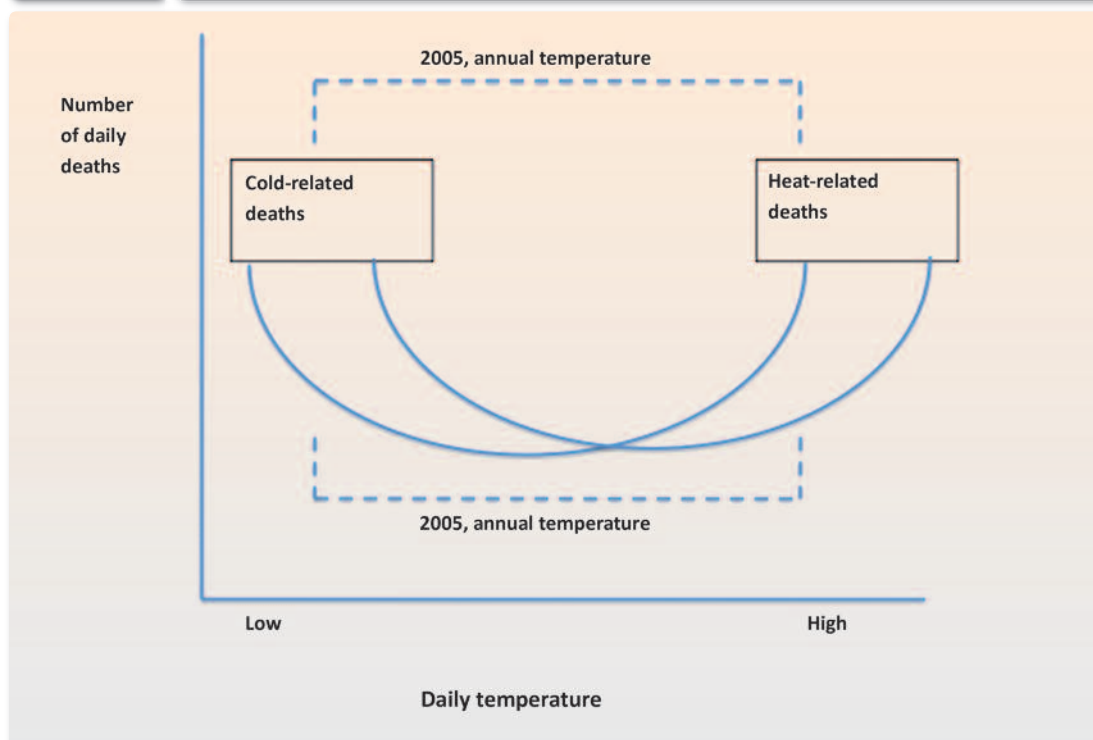 2005, annual temperature
Number
of daily
deaths
Cold-related
deaths
Heat-related
deaths
2005, annual temperature
Low
High
Daily temperature